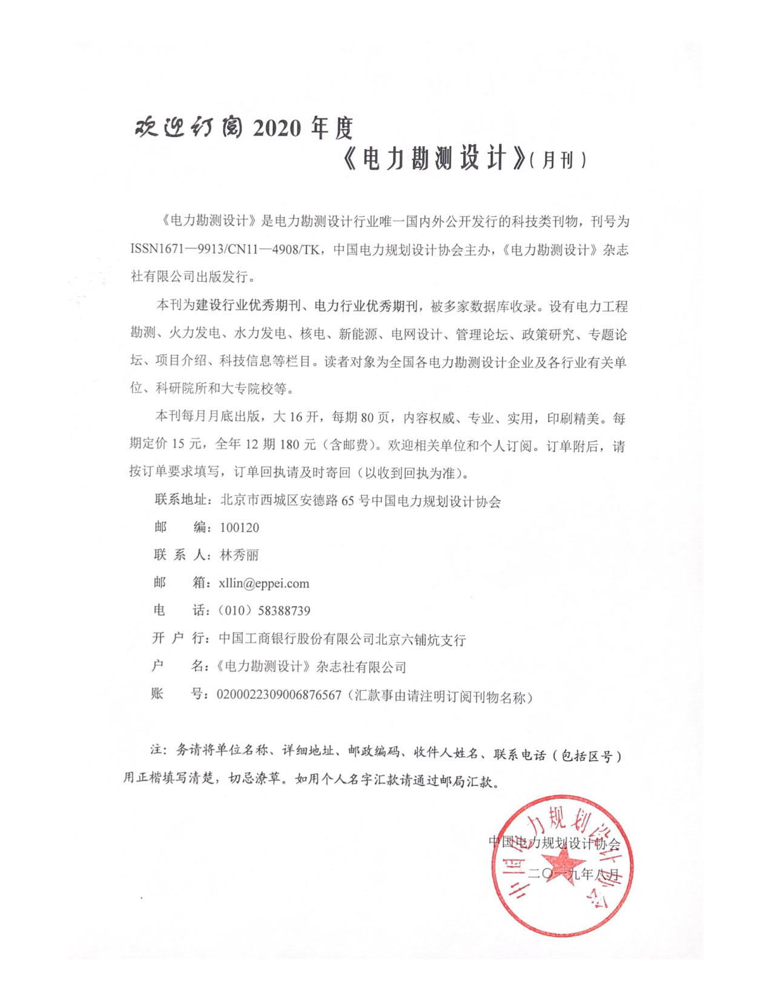 欢迎订阅 2020 年度
《电力勘测设计》（月刊）
《电力勘测设计》是电力勘测设计行业唯一国内外公开发行的科技类刊物，刊号为
ISSN1671—9913/CN11—4908/TK，中国电力规划设计协会主办，《电力勘测设计》杂志
社有限公司出版发行。
本刊为建设行业优秀期刊、电力行业优秀期刊，被多家数据库收录。设有电力工程
勘测、火力发电、水力发电、核电、新能源、电网设计、管理论坛、政策研究、专题论
坛、项目介绍、科技信息等栏目。读者对象为全国各电力勘测设计企业及各行业有关单
位、科研院所和大专院校等。
本刊每月月底出版，大 16 开，每期 80 页，内容权威、专业、实用，印刷精美。每
期定价 15 元，全年 12 期 180 元（含邮费）。欢迎相关单位和个人订阅。订单附后，请
按订单要求填写，订单回执请及时寄回（以收到回执为准）。
联系地址：北京市西城区安德路 65 号中国电力规划设计协会
邮 编：100120
联 系 人：林秀丽
邮 箱：xllin@eppei.com
电 话：（010）58388739
开 户 行：中国工商银行股份有限公司北京六铺炕支行
户 名：《电力勘测设计》杂志社有限公司
账 号：0200022309006876567（汇款事由请注明订阅刊物名称）
注：务请将单位名称、详细地址、邮政编码、收件人姓名、联系电话（包括区号）
用正楷填写清楚，切忌潦草。如用个人名字汇款请通过邮局汇款。
中国电力规划设计协会
中国电力规划设计协会
二〇一九年八月